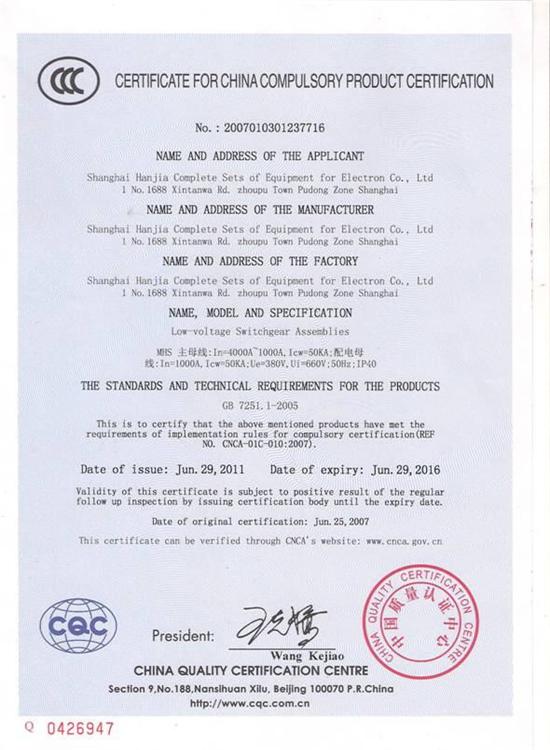 CCC
CERTIFICATE FOR CHINA COMPULSORY PRODUCT CERTIFICATION
No.: 2007010301237716
NAME AND ADDRESS OF THE APPLICANT
Shanghai Hanjia Complete Sets of Equipment for Electron Co., Ltd
1 No.1688 Xintanwa Rd. zhoupu Town Pudong Zone Shanghai
NAME AND ADDRESS OF THE MANUFACTURER
Shanghai Hanjia Complete Sets of Equipment for Electron Co., Ltd
1 No.1688 Xintanwa Rd. zhoupu Town Pudong Zone Shanghai
NAME AND ADDRESS OF THE FACTORY
Shanghai Hanjia Complete Sets of Equipment for Electron Co., Ltd
1 No.1688 Xintanwa Rd. zhoupu Town Pudong Zone Shanghai
NAME, MODEL AND SPECIFICATION
Low-voltage Switchgear Assemblies
MHS 主母线:In=4000A~1000A,Icw=50KA;配电母
线:In=1000A,Icw=50KA;Ue=380V,Ui=660V;50Hz;IP40
THE STANDARDS AND TECHNICAL REQUIREMENTS FOR THE PRODUCTS
GB 7251.1-2005
This is to certify that the above mentioned products have met the
requirements of implementation rules for compulsory certification(REF
NO. CNCA-01C-010:2007).
Date of issue: Jun.29,2011 Date of expiry: Jun.29,2016
Validity of this certificate is subject to positive result of the regular
follow up inspection by issuing certification body until the expiry date.
Date of original certification: Jun.25,2007
This certificate can be verified through CNCA's website: www.cnca.gov.cn
CQC
President:
Wang Kejiao
CHINA QUALITY CERTIFICATION CENTRE
中国质量认证中心
CHINA QUALITY CERTIFICATION CENTRE
Section 9,No.188,Nansihuan Xilu, Beijing 100070 P.R.China
http://www.cqc.com.cn
Q 0426947